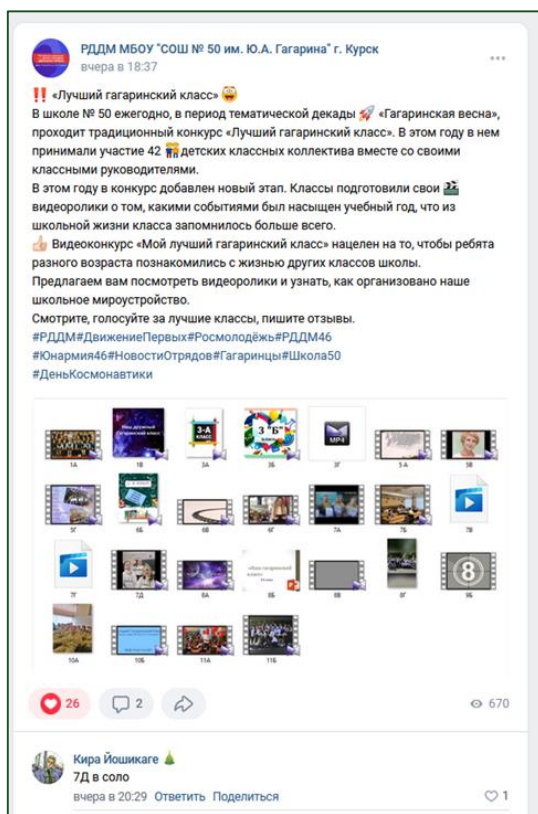 РДДМ МБОУ "СОШ № 50 им. Ю.А. Гагарина" г. Курск
вчера в 18:37
‼️ «Лучший гагаринский класс» 😄
В школе № 50 ежегодно, в период тематической декады 🚀 «Гагаринская весна»,
проходит традиционный конкурс «Лучший гагаринский класс». В этом году в нем
принимали участие 42 👫 детских классных коллектива вместе со своими
классными руководителями.
В этом году в конкурс добавлен новый этап. Классы подготовили свои 🎬
видеоролики о том, какими событиями был насыщен учебный год, что из
школьной жизни класса запомнилось больше всего.
👍🏻 Видеоконкурс «Мой лучший гагаринский класс» нацелен на то, чтобы ребята
разного возраста познакомились с жизнью других классов школы.
Предлагаем вам посмотреть видеоролики и узнать, как организовано наше
школьное мироустройство.
Смотрите, голосуйте за лучшие классы, пишите отзывы.
#РДДМ#ДвижениеПервых#Росмолодёжь#РДДМ46
#Юнармия46#НовостиОтрядов#Гагаринцы#Школа50
#ДеньКосмонавтики
3-А
КЛАСС
3 "Б"
MP4
1А 1В 3А 3Б 3Г 5-А 5В
5Г 6Б 6В 6Г 7А 7Б 7В
8
7Г 7Д 8А 8Б 8В 8Г 9Б
10А 10Б 11А 11Б
26 2 670
Кира Йошикаге 🎄
7Д в соло
вчера в 20:29 Ответить Поделиться 1